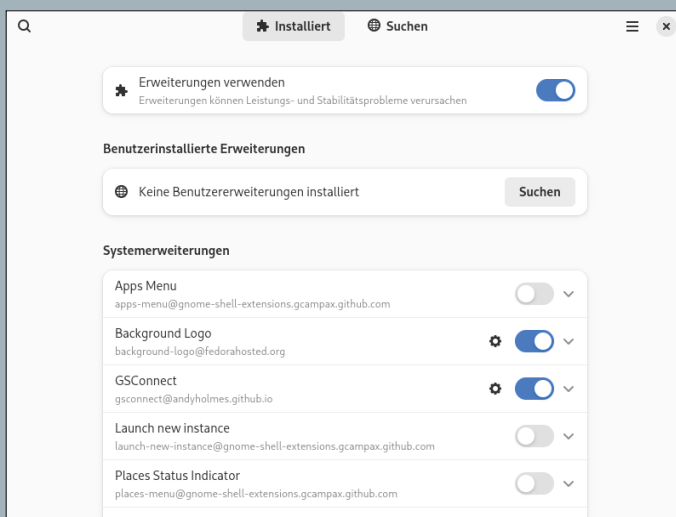 Installiert
Suchen
Erweiterungen verwenden
Erweiterungen können Leistungs- und Stabilitätsprobleme verursachen
Benutzerinstallierte Erweiterungen
Keine Benutzererweiterungen installiert
Suchen
Systemerweiterungen
Apps Menu
apps-menu@gnome-shell-extensions.gcampax.github.com
Background Logo
background-logo@fedorahosted.org
GSConnect
gsconnect@andyholmes.github.io
Launch new instance
launch-new-instance@gnome-shell-extensions.gcampax.github.com
Places Status Indicator
places-menu@gnome-shell-extensions.gcampax.github.com